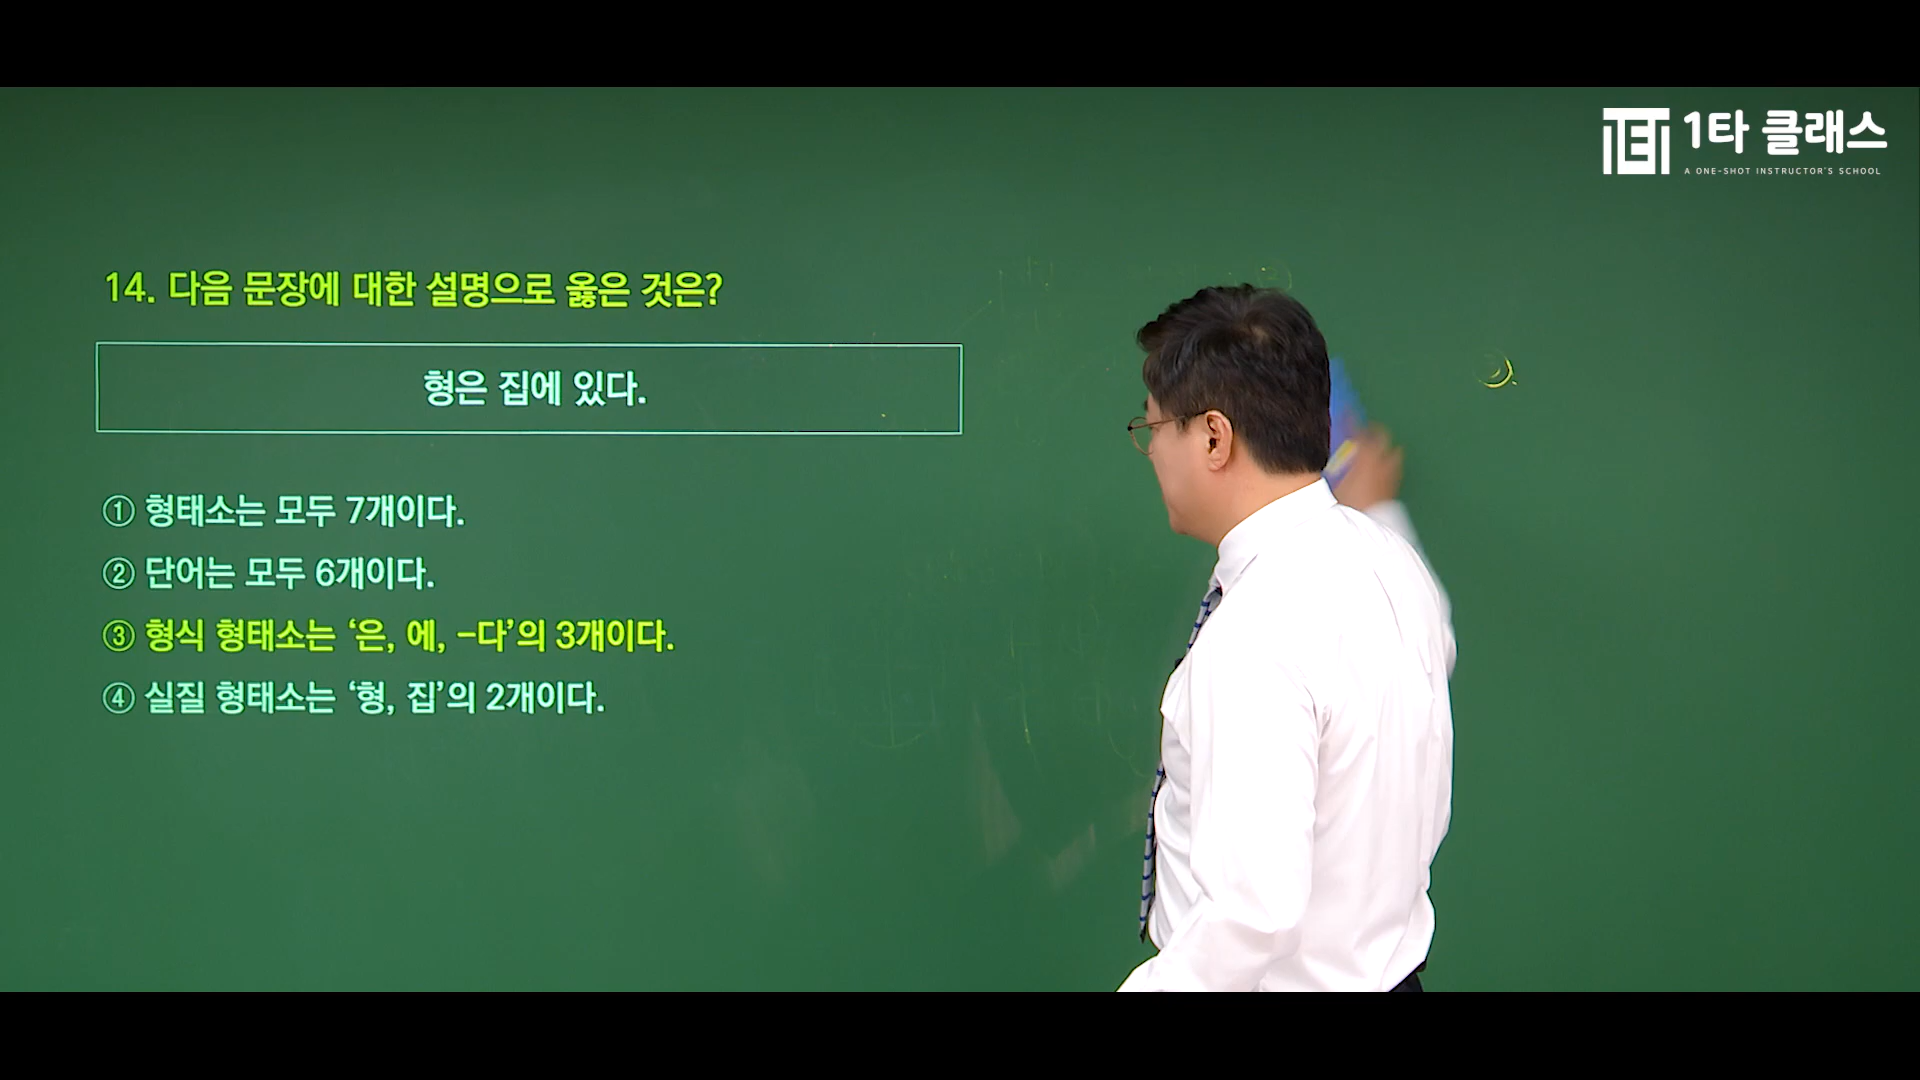 1타 클래스
A ONE-SHOT INSTRUCTOR'S SCHOOL
14. 다음 문장에 대한 설명으로 옳은 것은?
형은 집에 있다.
① 형태소는 모두 7개이다.
② 단어는 모두 6개이다.
③ 형식 형태소는 ‘은, 에, -다’의 3개이다.
④ 실질 형태소는 ‘형, 집’의 2개이다.